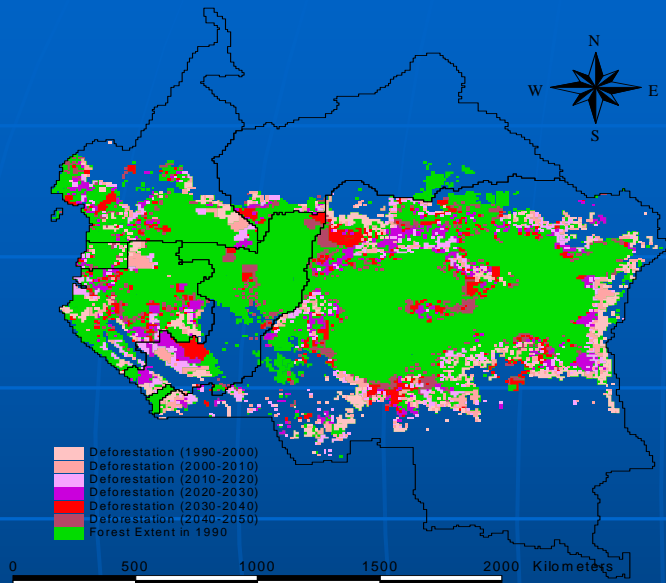 N
W E
S
Deforestation (1990-2000)
Deforestation (2000-2010)
Deforestation (2010-2020)
Deforestation (2020-2030)
Deforestation (2030-2040)
Deforestation (2040-2050)
Forest Extent in 1990
0 500 1000 1500 2000 Kilometers